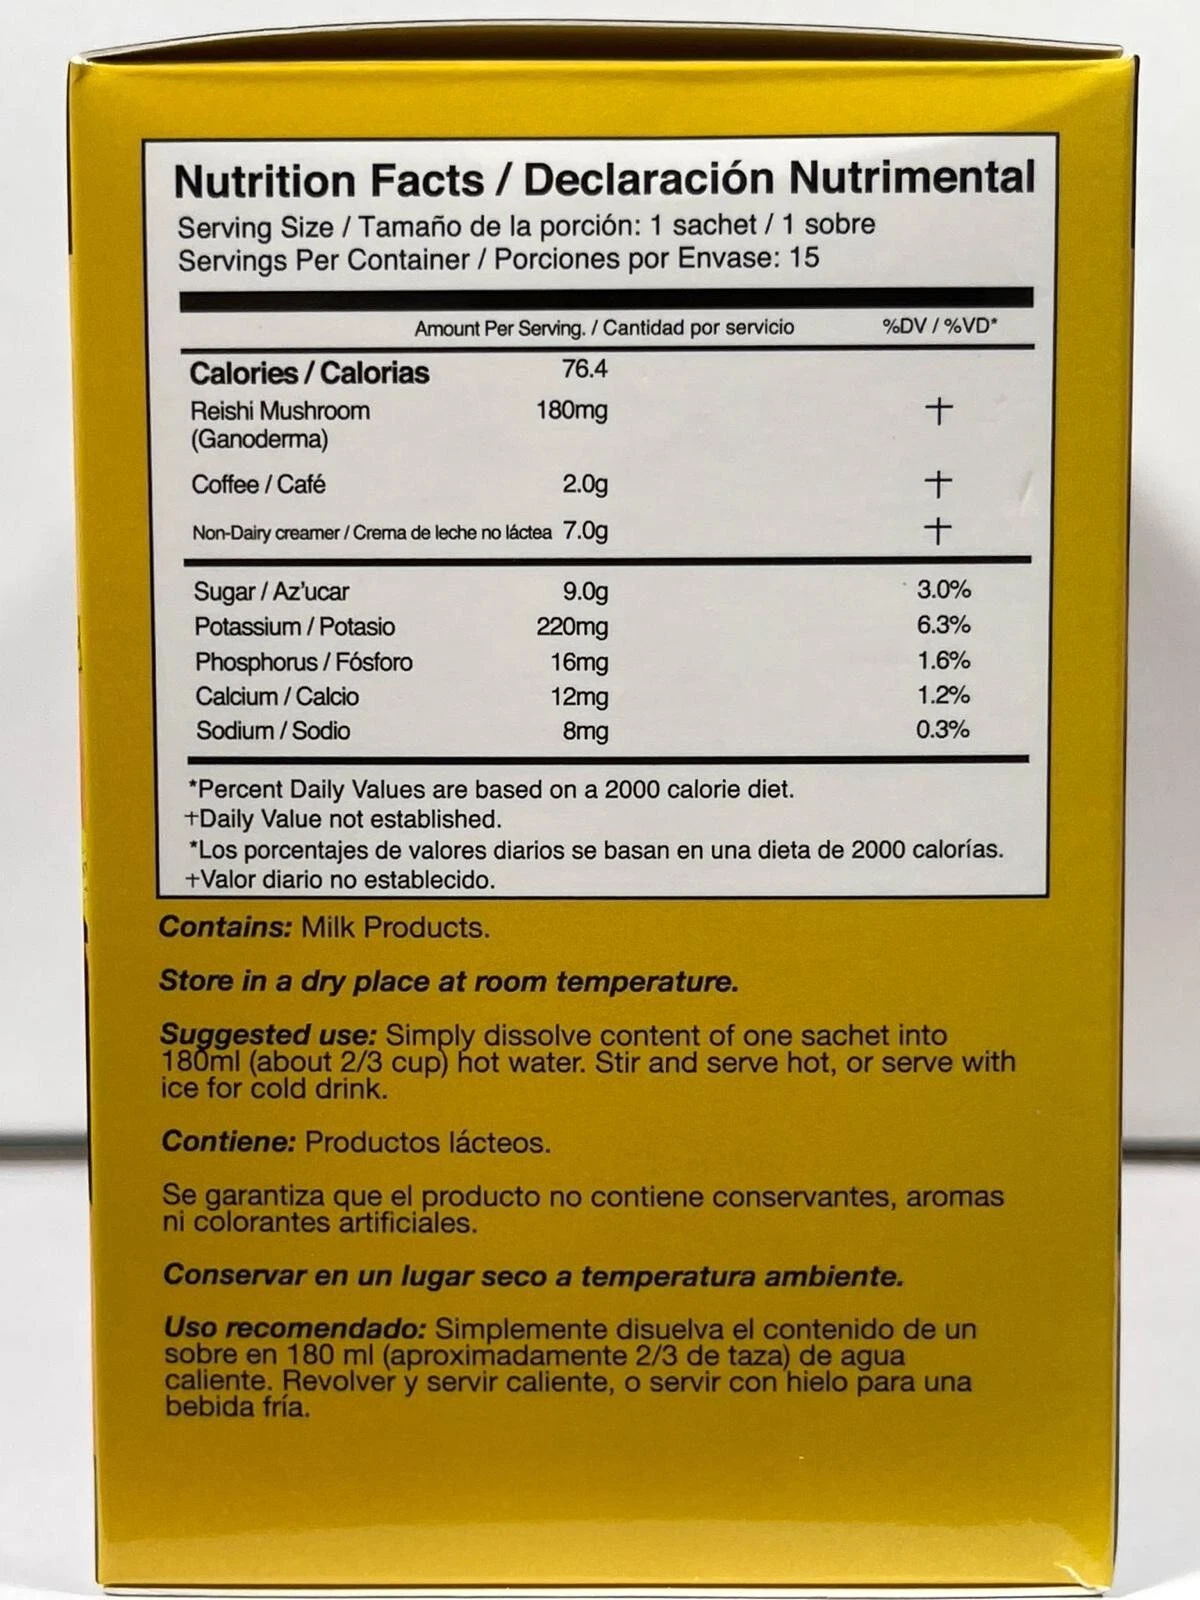 Nutrition Facts / Declaración Nutrimental
Serving Size / Tamaño de la porción: 1 sachet / 1 sobre
Servings Per Container / Porciones por Envase: 15
Amount Per Serving. / Cantidad por servicio %DV / %VD*
Calories / Calorias 76.4
Reishi Mushroom 180mg †
(Ganoderma)
Coffee / Café 2.0g †
Non-Dairy creamer / Crema de leche no láctea 7.0g †
Sugar / Az'ucar 9.0g 3.0%
Potassium / Potasio 220mg 6.3%
Phosphorus / Fósforo 16mg 1.6%
Calcium / Calcio 12mg 1.2%
Sodium / Sodio 8mg 0.3%
*Percent Daily Values are based on a 2000 calorie diet.
†Daily Value not established.
*Los porcentajes de valores diarios se basan en una dieta de 2000 calorías.
†Valor diario no establecido.
Contains: Milk Products.
Store in a dry place at room temperature.
Suggested use: Simply dissolve content of one sachet into
180ml (about 2/3 cup) hot water. Stir and serve hot, or serve with
ice for cold drink.
Contiene: Productos lácteos.
Se garantiza que el producto no contiene conservantes, aromas
ni colorantes artificiales.
Conservar en un lugar seco a temperatura ambiente.
Uso recomendado: Simplemente disuelva el contenido de un
sobre en 180 ml (aproximadamente 2/3 de taza) de agua
caliente. Revolver y servir caliente, o servir con hielo para una
bebida fría.